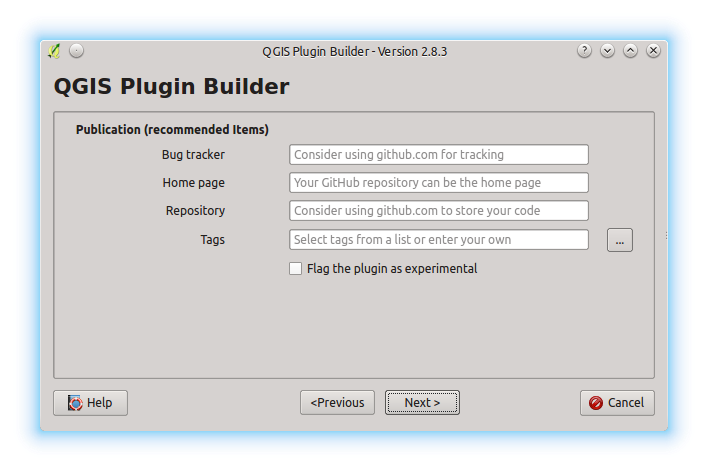 QGIS Plugin Builder - Version 2.8.3
?
QGIS Plugin Builder
Publication (recommended Items)
Bug tracker Consider using github.com for tracking
Home page Your GitHub repository can be the home page
Repository Consider using github.com to store your code
Tags Select tags from a list or enter your own ...
Flag the plugin as experimental
Help <Previous Next > Cancel